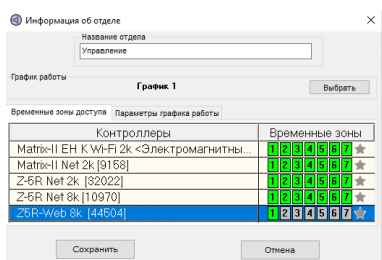 Информация об отделе
Название отдела
Управление
График работы
График 1
Выбрать
Временные зоны доступа Параметры графика работы
Контроллеры Временные зоны
Matrix-II EH K Wi-Fi 2k <Электромагнитны... 1 2 3 4 5 6 7
Matrix-II Net 2k [9158] 1 2 3 4 5 6 7
Z-5R Net 2k [32022] 1 2 3 4 5 6 7
Z-5R Net 8k [10970] 1 2 3 4 5 6 7
Z5R-Web 8k [44504] 1 2 3 4 5 6 7
Сохранить Отмена